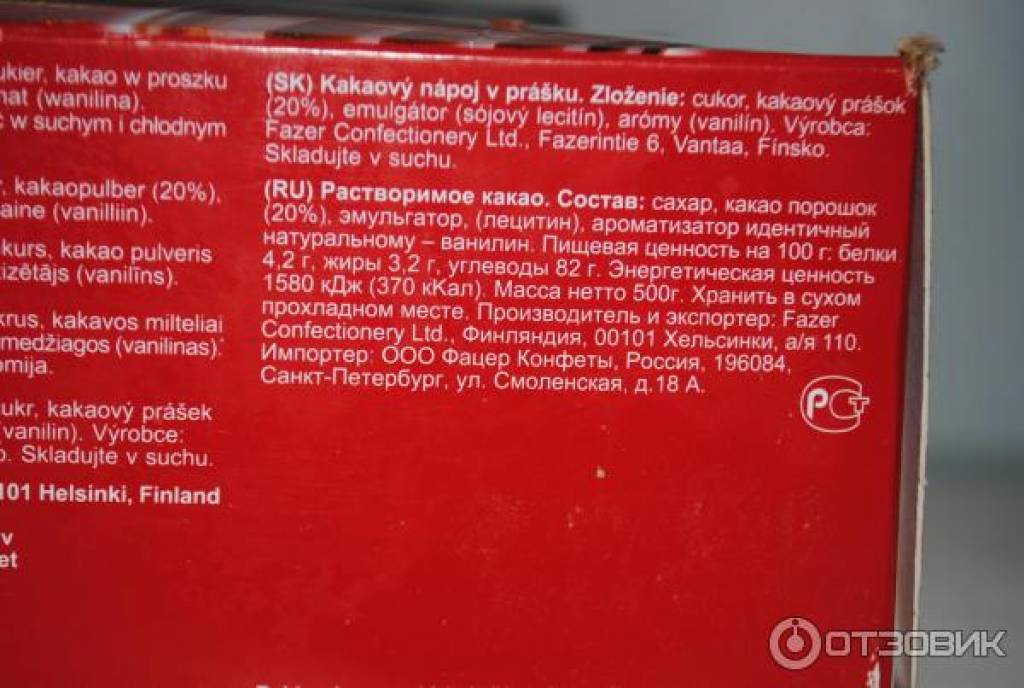 ukier, kakao w proszku
nat (wanilina).
c w suchym i chłodnym
r, kakaopulber (20%),
aine (vanilliin).
kurs, kakao pulveris
tizētājs (vanilīns).
krus, kakavos milteliai
medžiagos (vanilinas).
omija.
ukr, kakaový prášek
(vanilin). Výrobce:
o. Skladujte v suchu.
101 Helsinki, Finland
v
et
(SK) Kakaový nápoj v prášku. Zloženie: cukor, kakaový prášok
(20%), emulgátor (sójový lecitín), arómy (vanilín). Výrobca:
Fazer Confectionery Ltd., Fazerintie 6, Vantaa, Fínsko.
Skladujte v suchu.
(RU) Растворимое какао. Состав: сахар, какао порошок
(20%), эмульгатор, (лецитин), ароматизатор идентичный
натуральному – ванилин. Пищевая ценность на 100 г: белки
4,2 г, жиры 3,2 г, углеводы 82 г. Энергетическая ценность
1580 кДж (370 кКал). Масса нетто 500г. Хранить в сухом
прохладном месте. Производитель и экспортер: Fazer
Confectionery Ltd., Финляндия, 00101 Хельсинки, а/я 110.
Импортер: ООО Фацер Конфеты, Россия, 196084,
Санкт-Петербург, ул. Смоленская, д.18 А.
РСТ
ОТЗОВИК